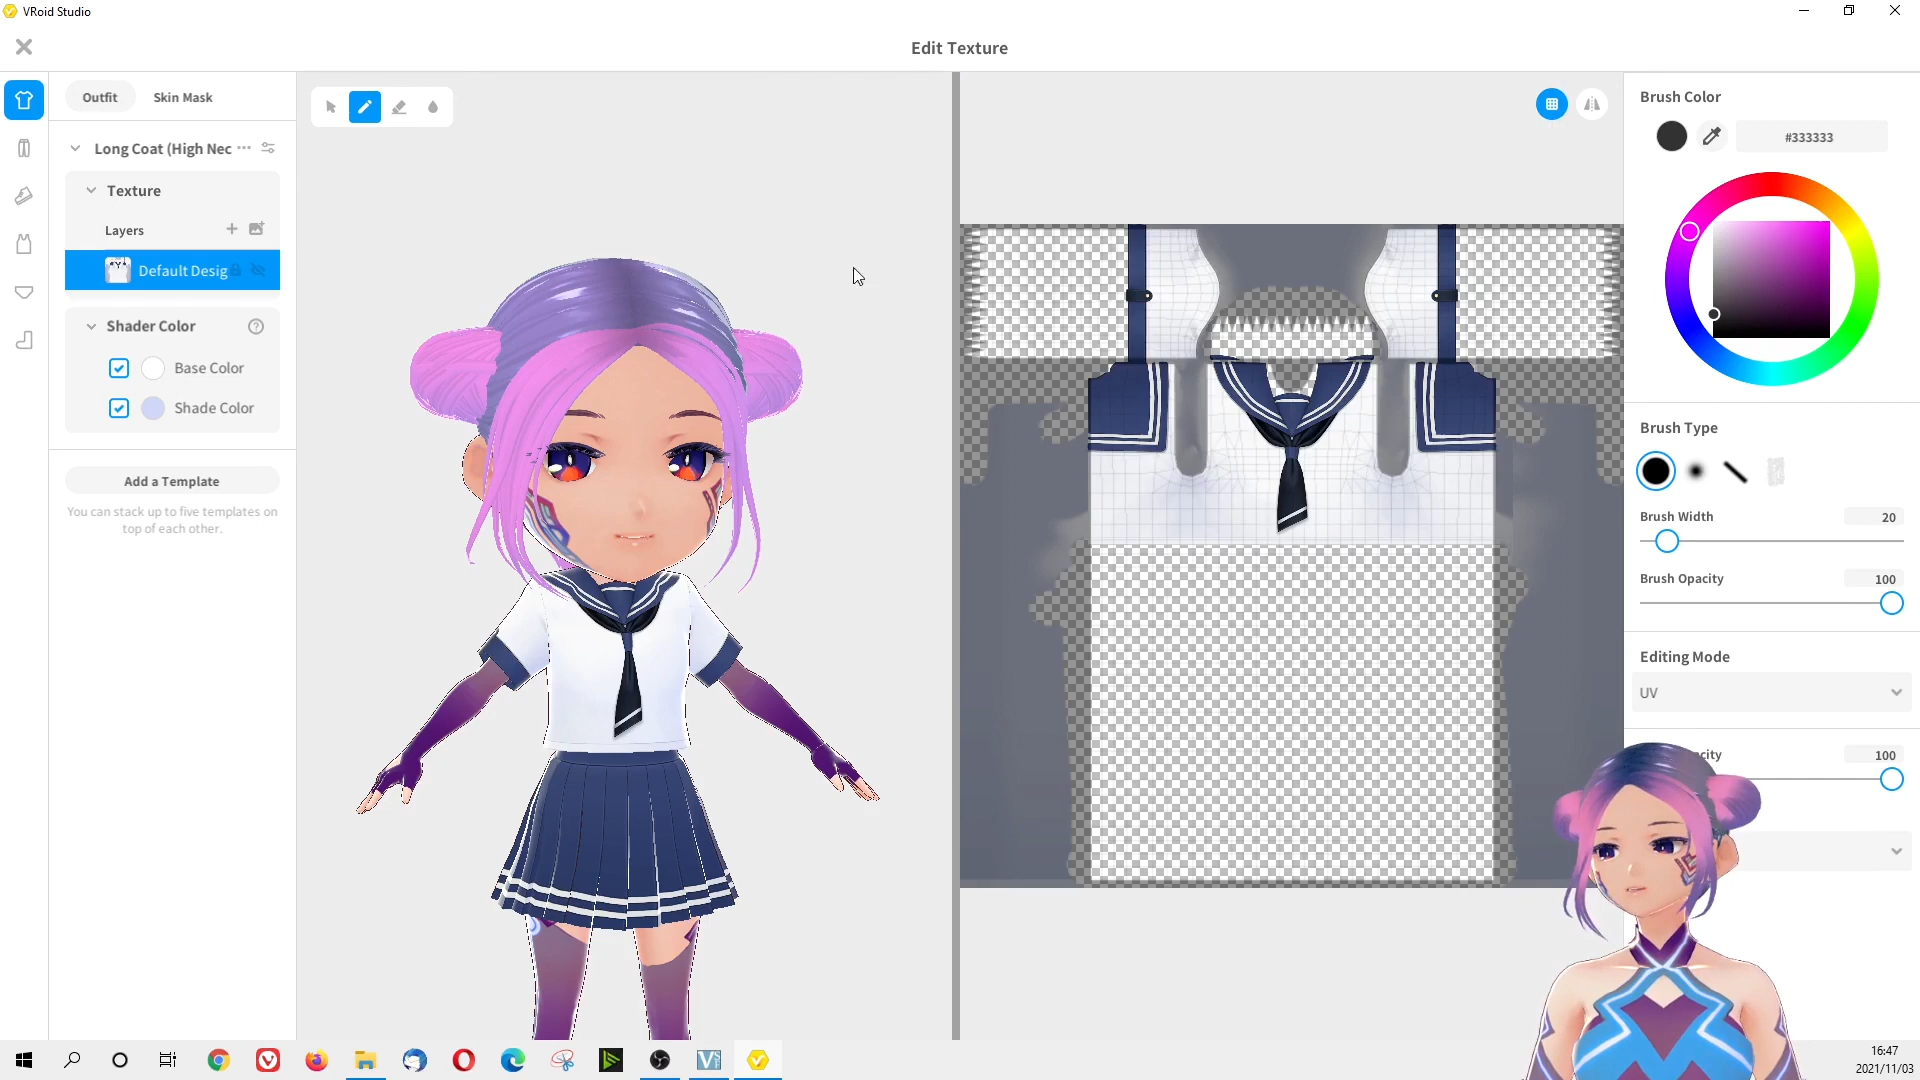 VRoid Studio
Edit Texture
Outfit
Skin Mask
Long Coat (High Nec
Texture
Layers
Default Desig
Shader Color
?
Base Color
Shade Color
Add a Template
You can stack up to five templates on
top of each other.
Brush Color
#333333
Brush Type
Brush Width
20
Brush Opacity
100
Editing Mode
UV
city
100
16:47
2021/11/03